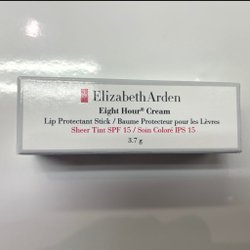 Elizabeth Arden
Eight Hour® Cream
Lip Protectant Stick / Baume Protecteur pour les Lèvres
Sheer Tint SPF 15 / Soin Coloré IPS 15
3.7 g